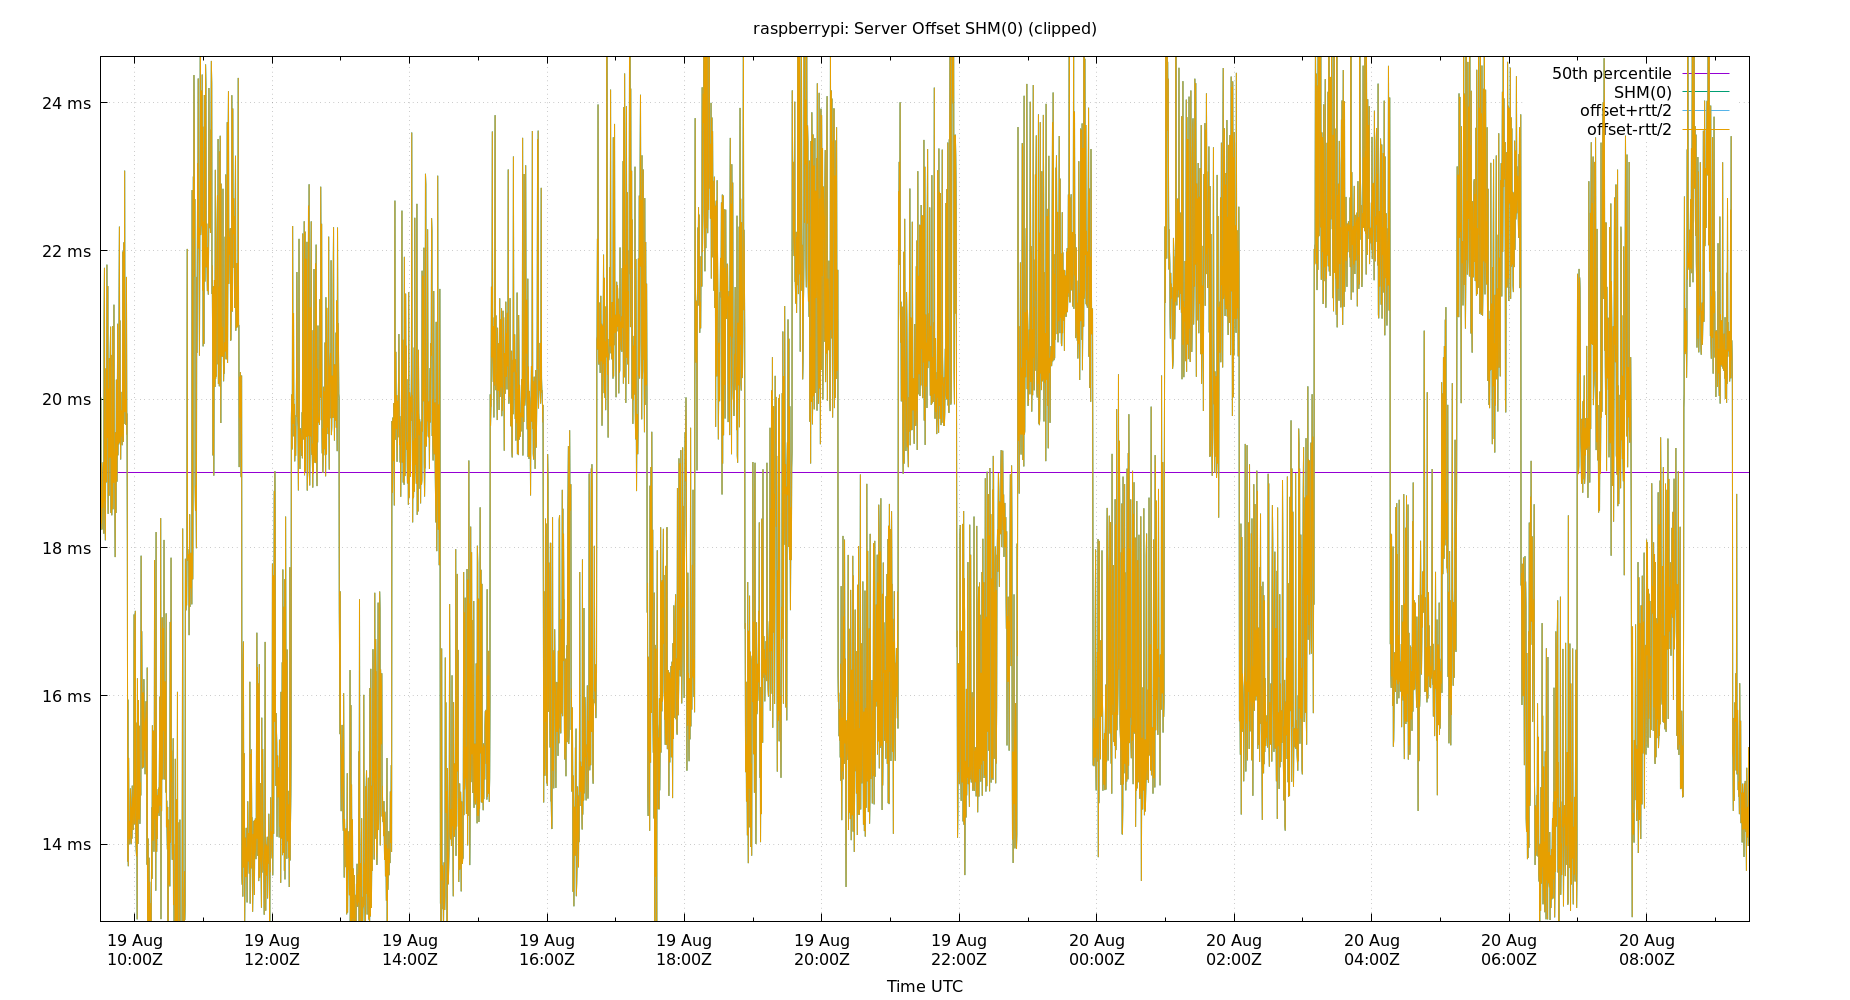 raspberrypi: Server Offset SHM(0) (clipped)
50th percentile
SHM(0)
offset+rtt/2
offset-rtt/2
24 ms
22 ms
20 ms
18 ms
16 ms
14 ms
19 Aug 19 Aug 19 Aug 19 Aug 19 Aug 19 Aug 19 Aug 20 Aug 20 Aug 20 Aug 20 Aug 20 Aug
10:00Z 12:00Z 14:00Z 16:00Z 18:00Z 20:00Z 22:00Z 00:00Z 02:00Z 04:00Z 06:00Z 08:00Z
Time UTC